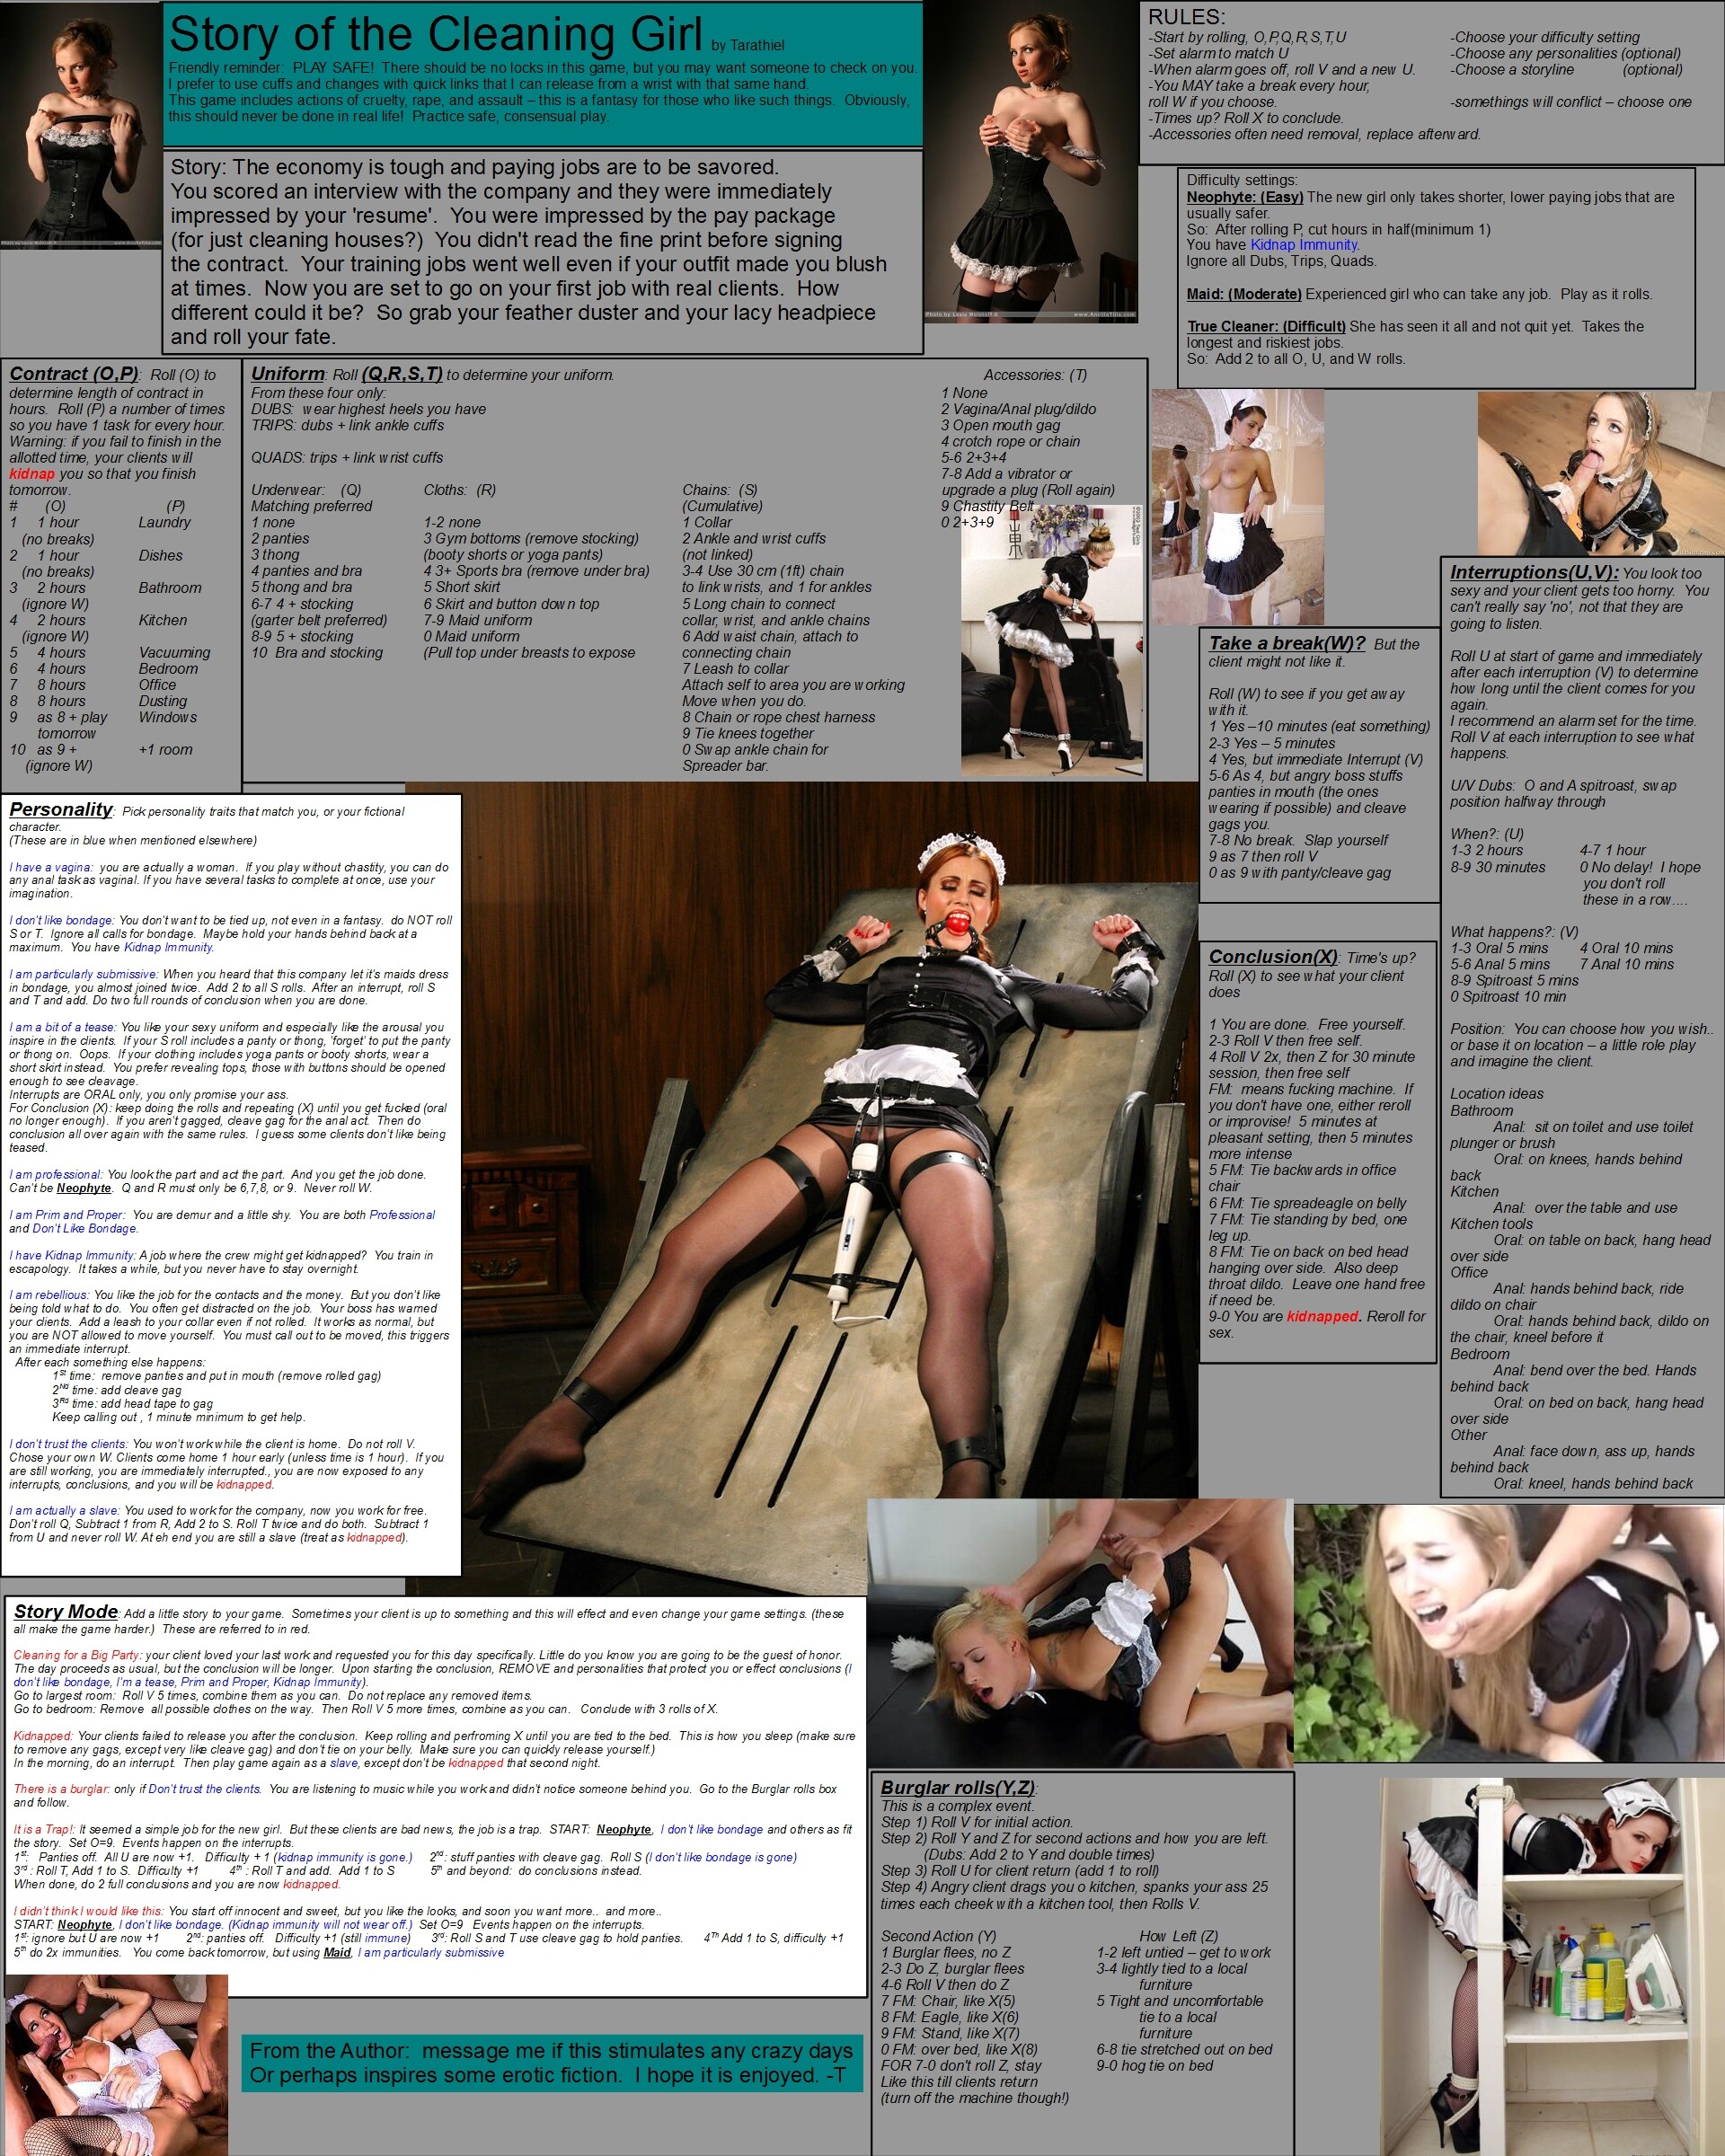 Story of the Cleaning Girl by Tarathiel
Friendly reminder: PLAY SAFE! There should be no locks in this game, but you may want someone to check on you.
I prefer to use cuffs and changes with quick links that I can release from a wrist with that same hand.
This game includes actions of cruelty, rape, and assault – this is a fantasy for those who like such things. Obviously,
this should never be done in real life! Practice safe, consensual play.
Story: The economy is tough and paying jobs are to be savored.
You scored an interview with the company and they were immediately
impressed by your 'resume'. You were impressed by the pay package
(for just cleaning houses?) You didn't read the fine print before signing
the contract. Your training jobs went well even if your outfit made you blush
at times. Now you are set to go on your first job with real clients. How
different could it be? So grab your feather duster and your lacy headpiece
and roll your fate.
RULES:
-Start by rolling, O,P,Q,R,S,T,U
-Set alarm to match U
-When alarm goes off, roll V and a new U.
-You MAY take a break every hour,
roll W if you choose.
-Times up? Roll X to conclude.
-Accessories often need removal, replace afterward.
-Choose your difficulty setting
-Choose any personalities (optional)
-Choose a storyline (optional)
-somethings will conflict – choose one
Difficulty settings:
Neophyte: (Easy) The new girl only takes shorter, lower paying jobs that are
usually safer.
So: After rolling P, cut hours in half(minimum 1)
You have Kidnap Immunity.
Ignore all Dubs, Trips, Quads.
Maid: (Moderate) Experienced girl who can take any job. Play as it rolls.
True Cleaner: (Difficult) She has seen it all and not quit yet. Takes the
longest and riskiest jobs.
So: Add 2 to all O, U, and W rolls.
Contract (O,P): Roll (O) to
determine length of contract in
hours. Roll (P) a number of times
so you have 1 task for every hour.
Warning: if you fail to finish in the
allotted time, your clients will
kidnap you so that you finish
tomorrow.
# (O) (P)
1 1 hour Laundry
(no breaks)
2 1 hour Dishes
(no breaks)
3 2 hours Bathroom
(ignore W)
4 2 hours Kitchen
(ignore W)
5 4 hours Vacuuming
6 4 hours Bedroom
7 8 hours Office
8 8 hours Dusting
9 as 8 + play Windows
tomorrow
10 as 9 + +1 room
(ignore W)
Uniform: Roll (Q,R,S,T) to determine your uniform.
From these four only:
DUBS: wear highest heels you have
TRIPS: dubs + link ankle cuffs
QUADS: trips + link wrist cuffs
Underwear: (Q)
Matching preferred
1 none
2 panties
3 thong
4 panties and bra
5 thong and bra
6-7 4 + stocking
(garter belt preferred)
8-9 5 + stocking
10 Bra and stocking
Cloths: (R)
1-2 none
3 Gym bottoms (remove stocking)
(booty shorts or yoga pants)
4 3+ Sports bra (remove under bra)
5 Short skirt
6 Skirt and button down top
7-9 Maid uniform
0 Maid uniform
(Pull top under breasts to expose
Chains: (S)
(Cumulative)
1 Collar
2 Ankle and wrist cuffs
(not linked)
3-4 Use 30 cm (1ft) chain
to link wrists, and 1 for ankles
5 Long chain to connect
collar, wrist, and ankle chains
6 Add waist chain, attach to
connecting chain
7 Leash to collar
Attach self to area you are working
Move when you do.
8 Chain or rope chest harness
9 Tie knees together
0 Swap ankle chain for
Spreader bar.
Accessories: (T)
1 None
2 Vagina/Anal plug/dildo
3 Open mouth gag
4 crotch rope or chain
5-6 2+3+4
7-8 Add a vibrator or
upgrade a plug (Roll again)
9 Chastity Belt
0 2+3+9
Take a break(W)? But the
client might not like it.
Roll (W) to see if you get away
with it.
1 Yes –10 minutes (eat something)
2-3 Yes – 5 minutes
4 Yes, but immediate Interrupt (V)
5-6 As 4, but angry boss stuffs
panties in mouth (the ones
wearing if possible) and cleave
gags you.
7-8 No break. Slap yourself
9 as 7 then roll V
0 as 9 with panty/cleave gag
Interruptions(U,V): You look too
sexy and your client gets too horny. You
can't really say 'no', not that they are
going to listen.
Roll U at start of game and immediately
after each interruption (V) to determine
how long until the client comes for you
again.
I recommend an alarm set for the time.
Roll V at each interruption to see what
happens.
U/V Dubs: O and A spitroast, swap
position halfway through
When?: (U)
1-3 2 hours 4-7 1 hour
8-9 30 minutes 0 No delay! I hope
you don't roll
these in a row....
What happens?: (V)
1-3 Oral 5 mins 4 Oral 10 mins
5-6 Anal 5 mins 7 Anal 10 mins
8-9 Spitroast 5 mins
0 Spitroast 10 min
Position: You can choose how you wish..
or base it on location – a little role play
and imagine the client.
Location ideas
Bathroom
Anal: sit on toilet and use toilet
plunger or brush
Oral: on knees, hands behind
back
Kitchen
Anal: over the table and use
Kitchen tools
Oral: on table on back, hang head
over side
Office
Anal: hands behind back, ride
dildo on chair
Oral: hands behind back, dildo on
the chair, kneel before it
Bedroom
Anal: bend over the bed. Hands
behind back
Oral: on bed on back, hang head
over side
Other
Anal: face down, ass up, hands
behind back
Oral: kneel, hands behind back
Conclusion(X): Time's up?
Roll (X) to see what your client
does
1 You are done. Free yourself.
2-3 Roll V then free self.
4 Roll V 2x, then Z for 30 minute
session, then free self
FM: means fucking machine. If
you don't have one, either reroll
or improvise! 5 minutes at
pleasant setting, then 5 minutes
more intense
5 FM: Tie backwards in office
chair
6 FM: Tie spreadeagle on belly
7 FM: Tie standing by bed, one
leg up.
8 FM: Tie on back on bed head
hanging over side. Also deep
throat dildo. Leave one hand free
if need be.
9-0 You are kidnapped. Reroll for
sex.
Personality: Pick personality traits that match you, or your fictional
character.
(These are in blue when mentioned elsewhere)
I have a vagina: you are actually a woman. If you play without chastity, you can do
any anal task as vaginal. If you have several tasks to complete at once, use your
imagination.
I don't like bondage: You don't want to be tied up, not even in a fantasy. do NOT roll
S or T. Ignore all calls for bondage. Maybe hold your hands behind back at a
maximum. You have Kidnap Immunity.
I am particularly submissive: When you heard that this company let it's maids dress
in bondage, you almost joined twice. Add 2 to all S rolls. After an interrupt, roll S
and T and add. Do two full rounds of conclusion when you are done.
I am a bit of a tease: You like your sexy uniform and especially like the arousal you
inspire in the clients. If your S roll includes a panty or thong, 'forget' to put the panty
or thong on. Oops. If your clothing includes yoga pants or booty shorts, wear a
short skirt instead. You prefer revealing tops, those with buttons should be opened
enough to see cleavage.
Interrupts are ORAL only, you only promise your ass.
For Conclusion (X): keep doing the rolls and repeating (X) until you get fucked (oral
no longer enough). If you aren't gagged, cleave gag for the anal act. Then do
conclusion all over again with the same rules. I guess some clients don't like being
teased.
I am professional: You look the part and act the part. And you get the job done.
Can't be Neophyte. Q and R must only be 6,7,8, or 9. Never roll W.
I am Prim and Proper: You are demur and a little shy. You are both Professional
and Don't Like Bondage.
I have Kidnap Immunity: A job where the crew might get kidnapped? You train in
escapology. It takes a while, but you never have to stay overnight.
I am rebellious: You like the job for the contacts and the money. But you don't like
being told what to do. You often get distracted on the job. Your boss has warned
your clients. Add a leash to your collar even if not rolled. It works as normal, but
you are NOT allowed to move yourself. You must call out to be moved, this triggers
an immediate interrupt.
After each something else happens:
1st time: remove panties and put in mouth (remove rolled gag)
2nd time: add cleave gag
3rd time: add head tape to gag
Keep calling out , 1 minute minimum to get help.
I don't trust the clients: You won't work while the client is home. Do not roll V.
Chose your own W. Clients come home 1 hour early (unless time is 1 hour). If you
are still working, you are immediately interrupted., you are now exposed to any
interrupts, conclusions, and you will be kidnapped.
I am actually a slave: You used to work for the company, now you work for free.
Don't roll Q, Subtract 1 from R, Add 2 to S. Roll T twice and do both. Subtract 1
from U and never roll W. At eh end you are still a slave (treat as kidnapped).
Story Mode: Add a little story to your game. Sometimes your client is up to something and this will effect and even change your game settings. (these
all make the game harder.) These are referred to in red.
Cleaning for a Big Party: your client loved your last work and requested you for this day specifically. Little do you know you are going to be the guest of honor.
The day proceeds as usual, but the conclusion will be longer. Upon starting the conclusion, REMOVE and personalities that protect you or effect conclusions (I
don't like bondage, I'm a tease, Prim and Proper, Kidnap Immunity).
Go to largest room: Roll V 5 times, combine them as you can. Do not replace any removed items.
Go to bedroom: Remove all possible clothes on the way. Then Roll V 5 more times, combine as you can. Conclude with 3 rolls of X.
Kidnapped: Your clients failed to release you after the conclusion. Keep rolling and perfroming X until you are tied to the bed. This is how you sleep (make sure
to remove any gags, except very like cleave gag) and don't tie on your belly. Make sure you can quickly release yourself.)
In the morning, do an interrupt. Then play game again as a slave, except don't be kidnapped that second night.
There is a burglar: only if Don't trust the clients. You are listening to music while you work and didn't notice someone behind you. Go to the Burglar rolls box
and follow.
It is a Trap!: It seemed a simple job for the new girl. But these clients are bad news, the job is a trap. START: Neophyte, I don't like bondage and others as fit
the story. Set O=9. Events happen on the interrupts.
1st: Panties off. All U are now +1. Difficulty + 1 (kidnap immunity is gone.) 2nd: stuff panties with cleave gag. Roll S (I don't like bondage is gone)
3rd: Roll T, Add 1 to S. Difficulty +1 4th: Roll T and add. Add 1 to S 5th and beyond: do conclusions instead.
When done, do 2 full conclusions and you are now kidnapped.
I didn't think I would like this: You start off innocent and sweet, but you like the looks, and soon you want more.. and more..
START: Neophyte, I don't like bondage. (Kidnap immunity will not wear off.) Set O=9 Events happen on the interrupts.
1st: ignore but U are now +1 2nd: panties off. Difficulty +1 (still immune) 3rd: Roll S and T use cleave gag to hold panties. 4Th Add 1 to S, difficulty +1
5th do 2x immunities. You come back tomorrow, but using Maid, I am particularly submissive
Burglar rolls(Y,Z):
This is a complex event.
Step 1) Roll V for initial action.
Step 2) Roll Y and Z for second actions and how you are left.
(Dubs: Add 2 to Y and double times)
Step 3) Roll U for client return (add 1 to roll)
Step 4) Angry client drags you o kitchen, spanks your ass 25
times each cheek with a kitchen tool, then Rolls V.
Second Action (Y)
1 Burglar flees, no Z
2-3 Do Z, burglar flees
4-6 Roll V then do Z
7 FM: Chair, like X(5)
8 FM: Eagle, like X(6)
9 FM: Stand, like X(7)
0 FM: over bed, like X(8)
FOR 7-0 don't roll Z, stay
Like this till clients return
(turn off the machine though!)
How Left (Z)
1-2 left untied – get to work
3-4 lightly tied to a local
furniture
5 Tight and uncomfortable
tie to a local
furniture
6-8 tie stretched out on bed
9-0 hog tie on bed
From the Author: message me if this stimulates any crazy days
Or perhaps inspires some erotic fiction. I hope it is enjoyed. -T